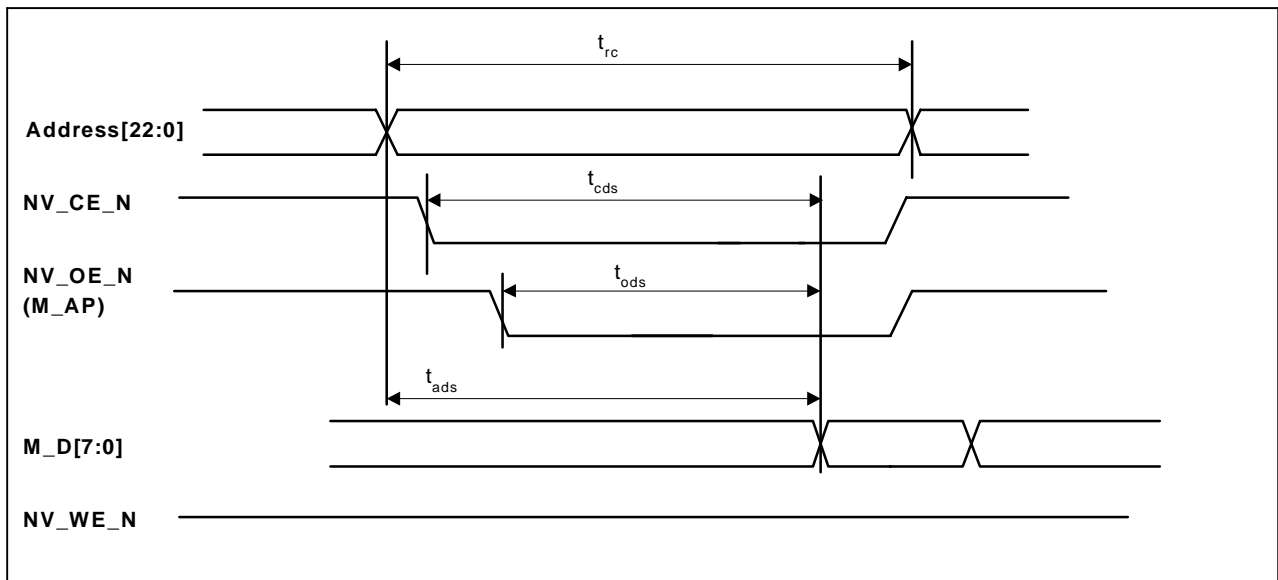 t_rc
Address[22:0]
t_cds
NV_CE_N
NV_OE_N
(M_AP)
t_ods
t_ads
M_D[7:0]
NV_WE_N